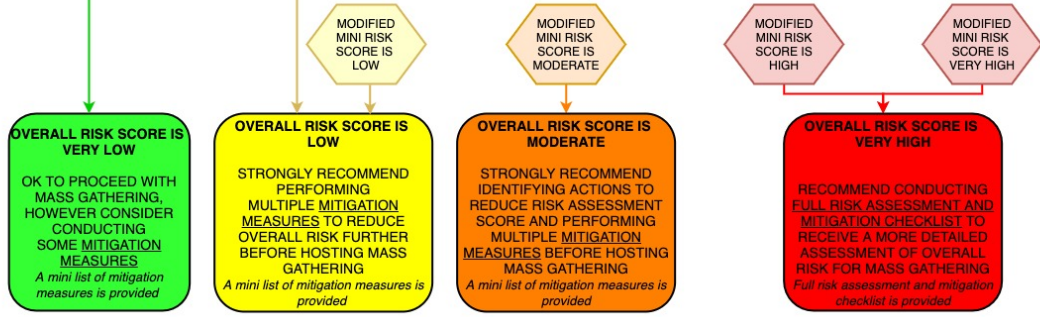 MODIFIED
MINI RISK
SCORE IS
LOW
MODIFIED
MINI RISK
SCORE IS
MODERATE
MODIFIED
MINI RISK
SCORE IS
HIGH
MODIFIED
MINI RISK
SCORE IS
VERY HIGH
OVERALL RISK SCORE IS
VERY LOW
OK TO PROCEED WITH
MASS GATHERING,
HOWEVER CONSIDER
CONDUCTING
SOME MITIGATION
MEASURES
A mini list of mitigation
measures is provided
OVERALL RISK SCORE IS
LOW
STRONGLY RECOMMEND
PERFORMING
MULTIPLE MITIGATION
MEASURES TO REDUCE
OVERALL RISK FURTHER
BEFORE HOSTING MASS
GATHERING
A mini list of mitigation measures is
provided
OVERALL RISK SCORE IS
MODERATE
STRONGLY RECOMMEND
IDENTIFYING ACTIONS TO
REDUCE RISK ASSESSMENT
SCORE AND PERFORMING
MULTIPLE MITIGATION
MEASURES BEFORE HOSTING
MASS GATHERING
A mini list of mitigation measures is
provided
OVERALL RISK SCORE IS
VERY HIGH
RECOMMEND CONDUCTING
FULL RISK ASSESSMENT AND
MITIGATION CHECKLIST TO
RECEIVE A MORE DETAILED
ASSESSMENT OF OVERALL
RISK FOR MASS GATHERING
Full risk assessment and mitigation
checklist is provided